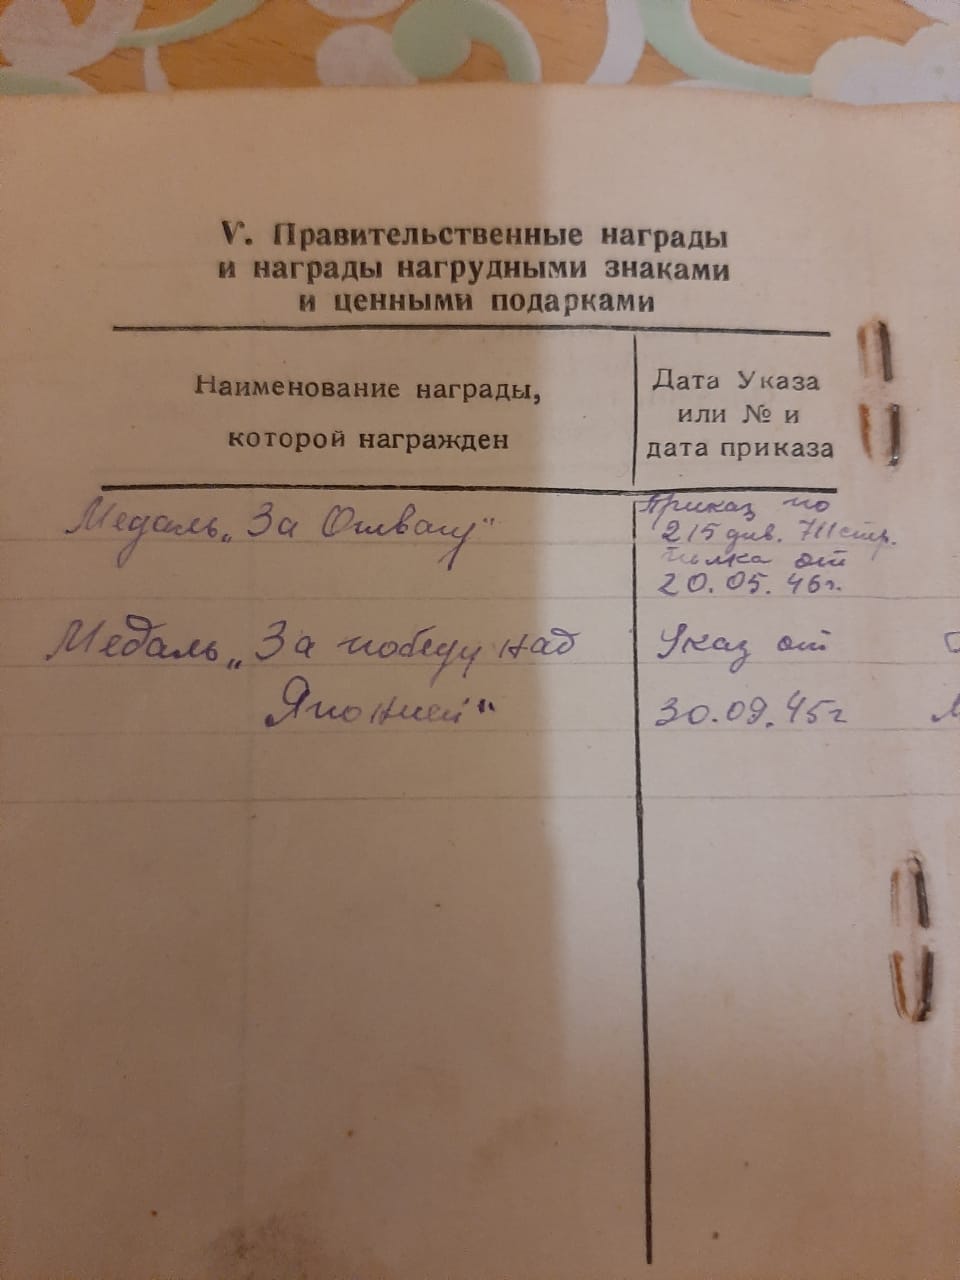 V. Правительственные награды
и награды нагрудными знаками
и ценными подарками
Наименование награды,
которой награжден
Дата Указа
или № и
дата приказа
Медаль „За Отвагу"
Приказ по
215 див. 711 стр.
полка от
20.05.46г.
Медаль „За победу над
Японией"
Указ от
30.09.45г